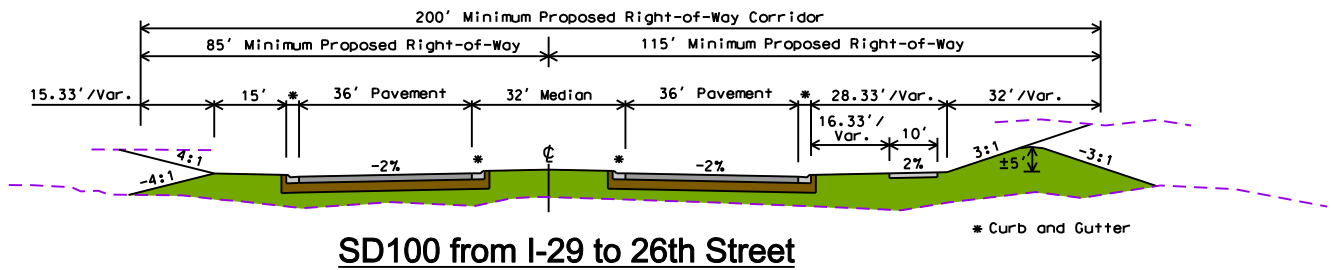 200' Minimum Proposed Right-of-Way Corridor
85' Minimum Proposed Right-of-Way
115' Minimum Proposed Right-of-Way
15.33'/Var.
15'
*
36' Pavement
32' Median
36' Pavement
*
28.33'/Var.
32'/Var.
16.33'/
Var.
10'
4:1
-4:1
-2%
*
℄
*
-2%
2%
3:1
±5'
-3:1
* Curb and Gutter
SD100 from I-29 to 26th Street